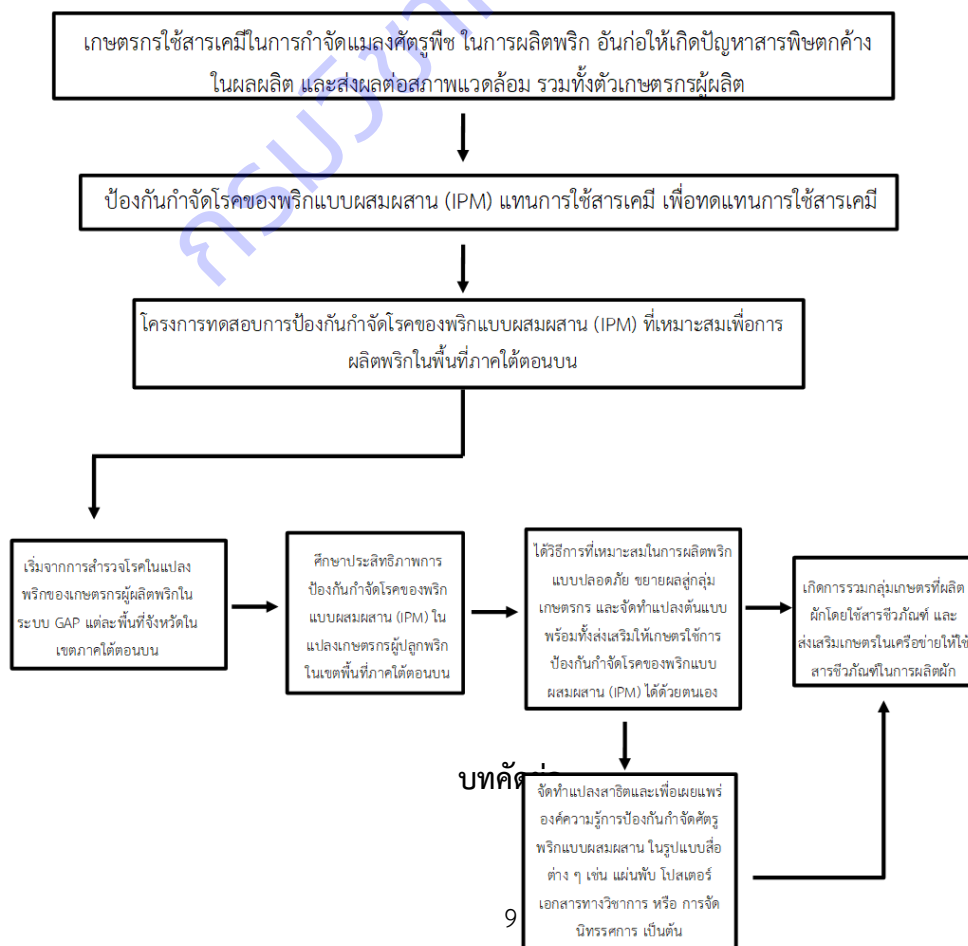 เกษตรกรใช้สารเคมีในการกำจัดแมลงศัตรูพืช ในการผลิตพริก อันก่อให้เกิดปัญหาสารพิษตกค้าง
ในผลผลิต และส่งผลต่อสภาพแวดล้อม รวมทั้งตัวเกษตรกรผู้ผลิต
ป้องกันกำจัดโรคของพริกแบบผสมผสาน (IPM) แทนการใช้สารเคมี เพื่อทดแทนการใช้สารเคมี
โครงการทดสอบการป้องกันกำจัดโรคของพริกแบบผสมผสาน (IPM) ที่เหมาะสมเพื่อการ
ผลิตพริกในพื้นที่ภาคใต้ตอนบน
เริ่มจากการสำรวจโรคในแปลง
พริกของเกษตรกรผู้ผลิตพริกใน
ระบบ GAP แต่ละพื้นที่จังหวัดใน
เขตภาคใต้ตอนบน
ศึกษาประสิทธิภาพการ
ป้องกันกำจัดโรคของพริก
แบบผสมผสาน (IPM) ใน
แปลงเกษตรกรผู้ปลูกพริก
ในเขตพื้นที่ภาคใต้ตอนบน
ได้วิธีการที่เหมาะสมในการผลิตพริก
แบบปลอดภัย ขยายผลสู่กลุ่ม
เกษตรกร และจัดทำแปลงต้นแบบ
พร้อมทั้งส่งเสริมให้เกษตรใช้การ
ป้องกันกำจัดโรคของพริกแบบ
ผสมผสาน (IPM) ได้ด้วยตนเอง
เกิดการรวมกลุ่มเกษตรที่ผลิต
ผักโดยใช้สารชีวภัณฑ์ และ
ส่งเสริมเกษตรในเครือข่ายให้ใช้
สารชีวภัณฑ์ในการผลิตผัก
จัดทำแปลงสาธิตและเพื่อเผยแพร่
องค์ความรู้การป้องกันกำจัดศัตรู
พริกแบบผสมผสาน ในรูปแบบสื่อ
ต่าง ๆ เช่น แผ่นพับ โปสเตอร์
เอกสารทางวิชาการ หรือ การจัด
นิทรรศการ เป็นต้น
9